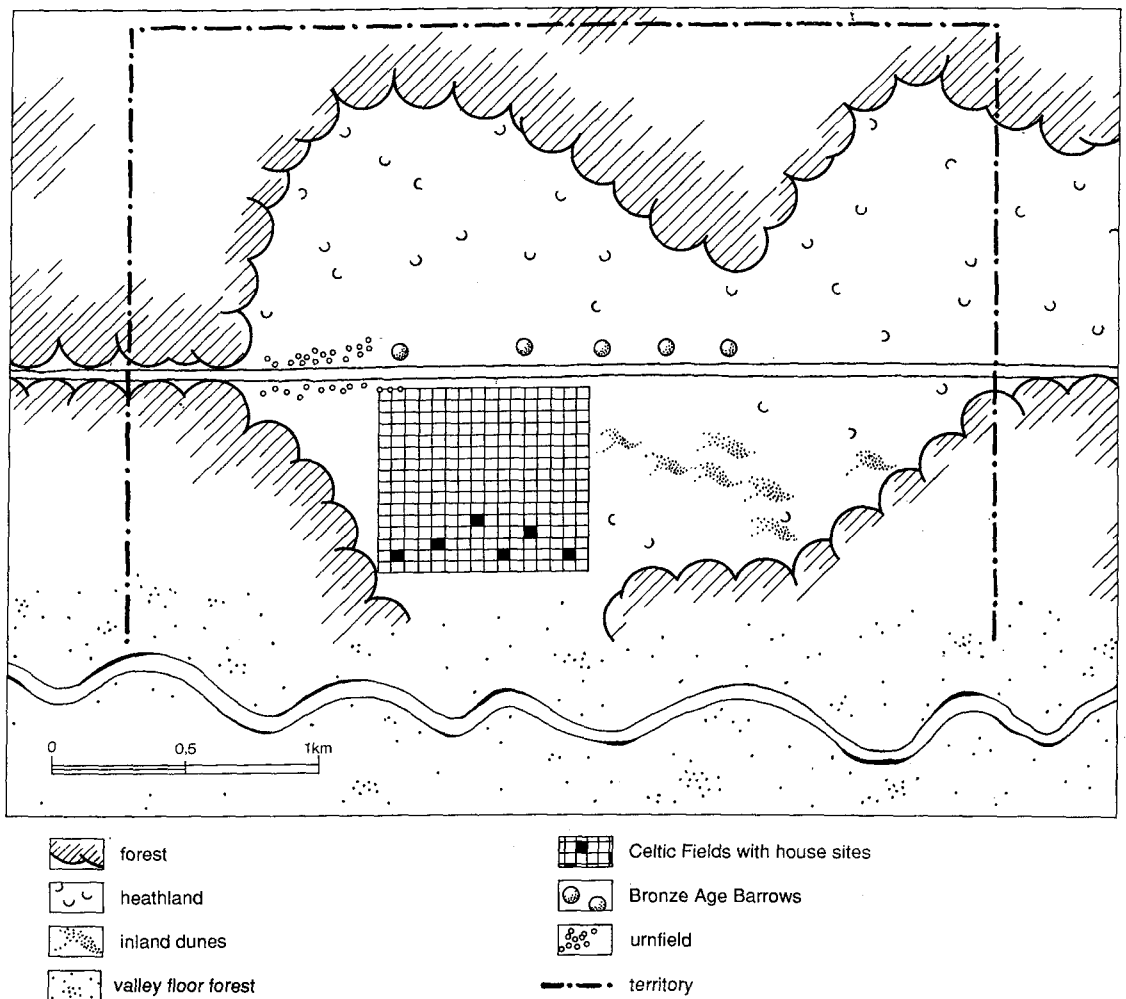 0 0,5 1km
forest
heathland
inland dunes
valley floor forest
Celtic Fields with house sites
Bronze Age Barrows
urnfield
territory